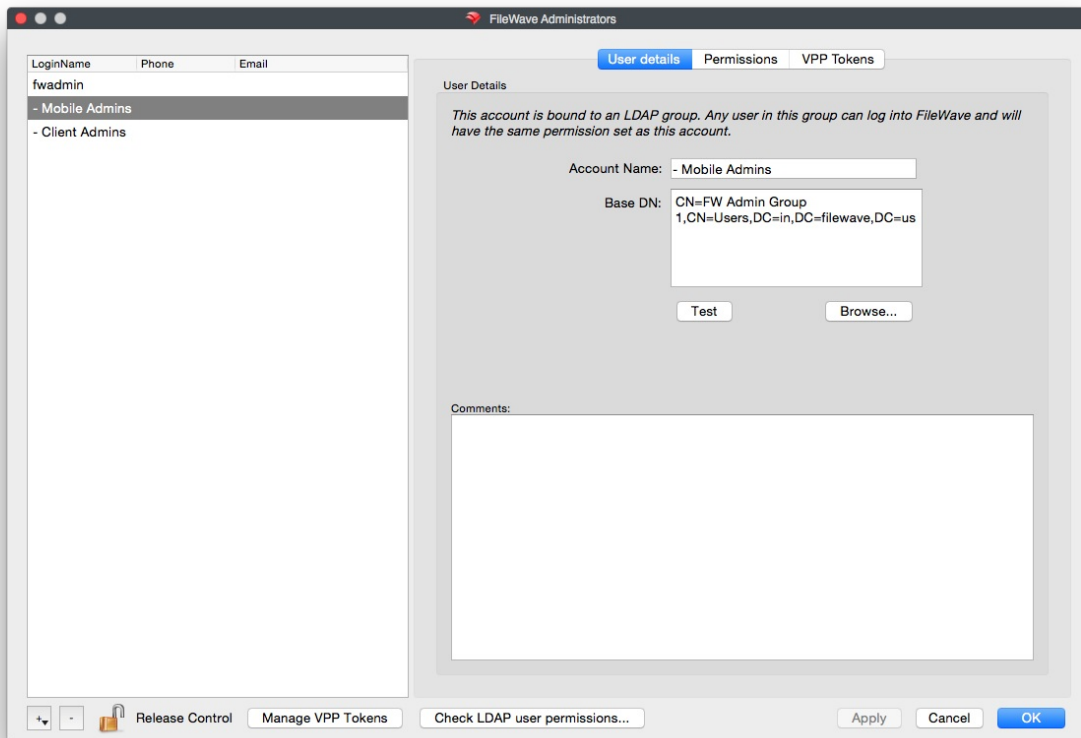 FileWave Administrators
LoginName Phone Email
fwadmin
- Mobile Admins
- Client Admins
User details Permissions VPP Tokens
User Details
This account is bound to an LDAP group. Any user in this group can log into FileWave and will
have the same permission set as this account.
Account Name: - Mobile Admins
Base DN: CN=FW Admin Group
1,CN=Users,DC=in,DC=filewave,DC=us
Test Browse...
Comments:
+ - Release Control Manage VPP Tokens Check LDAP user permissions... Apply Cancel OK